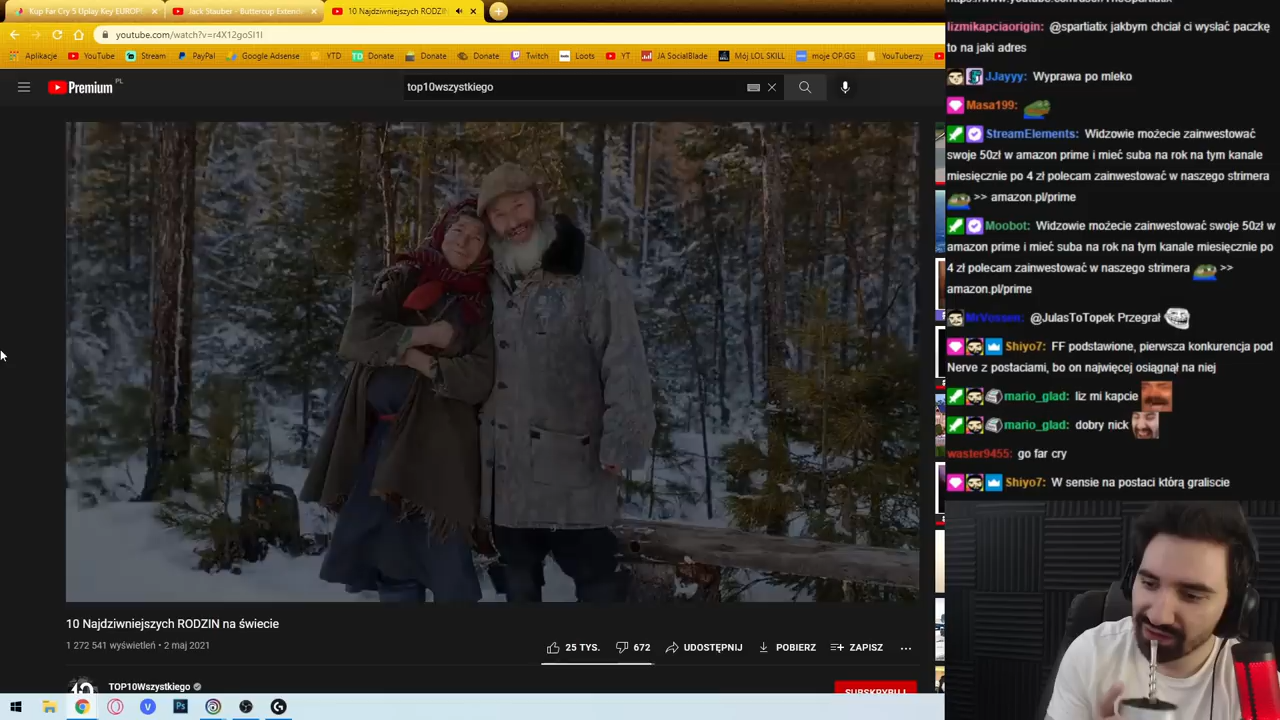 Kup Far Cry 5 Uplay Key EUROP
Jack Stauber - Buttercup Extende
10 Najdziwniejszych RODZIN
youtube.com/watch?v=r4X12goSI1I
Aplikacje
YouTube
Stream
PayPal
Google Adsense
YTD
Donate
Donate
Donate
Twitch
Loots
YT
JA SocialBlade
Mój LOL SKILL
moje OP.GG
YouTuberzy
Premium PL
top10wszystkiego
10 Najdziwniejszych RODZIN na świecie
1 272 541 wyświetleń • 2 maj 2021
25 TYS.
672
UDOSTĘPNIJ
POBIERZ
ZAPISZ
TOP10Wszystkiego
SUBSKRYBUJ
lizmikapciaorigin: @spartiatix jakbym chciał ci wysłać paczkę
to na jaki adres
JJayyy: Wyprawa po mleko
Masa199:
StreamElements: Widzowie możecie zainwestować
swoje 50zł w amazon prime i mieć suba na rok na tym kanale
miesięcznie po 4 zł polecam zainwestować w naszego strimera
>> amazon.pl/prime
Moobot: Widzowie możecie zainwestować swoje 50zł w
amazon prime i mieć suba na rok na tym kanale miesięcznie po
4 zł polecam zainwestować w naszego strimera >>
amazon.pl/prime
MrVossen: @JulasToTopek Przegrał
Shiyo7: FF podstawione, pierwsza konkurencja pod
Nerve z postaciami, bo on najwięcej osiągnął na niej
mario_glad: liz mi kapcie
mario_glad: dobry nick
waster9455: go far cry
Shiyo7: W sensie na postaci którą graliscie